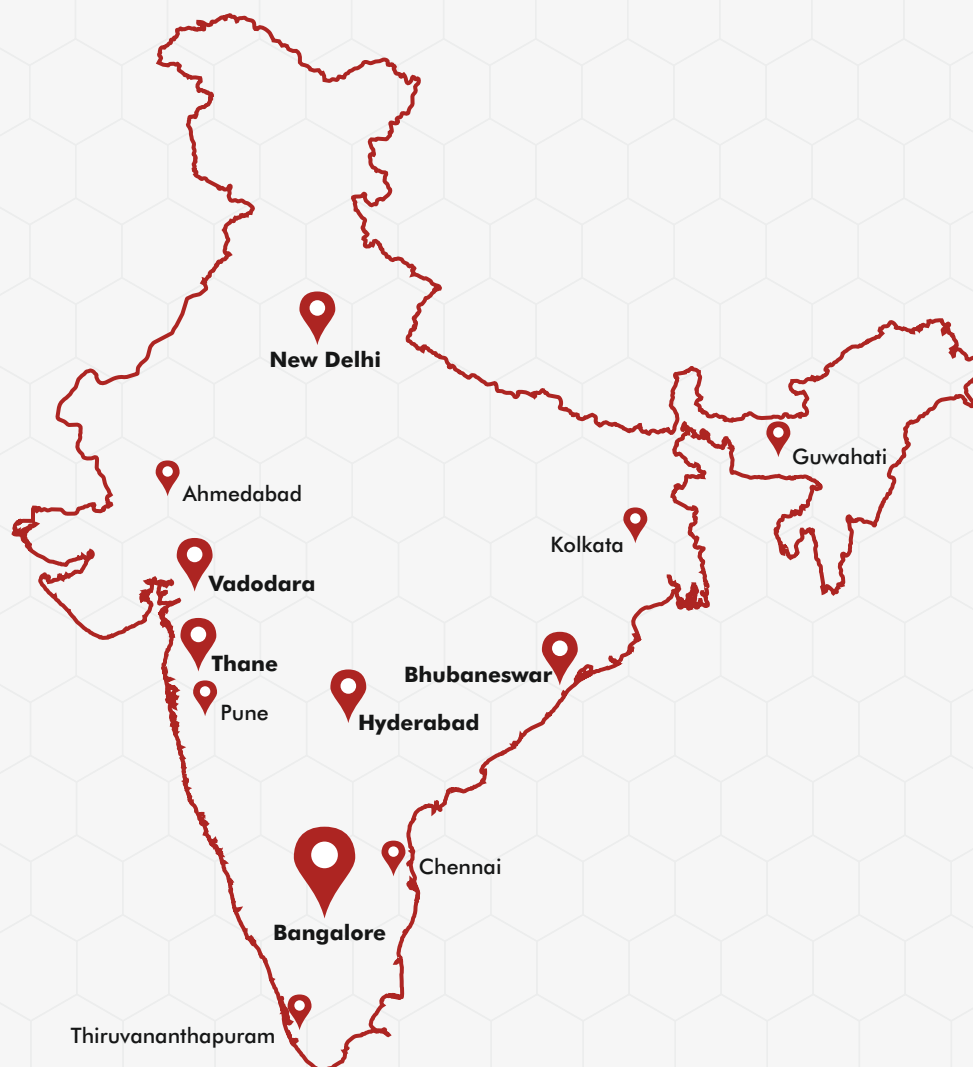 New Delhi
Guwahati
Ahmedabad
Kolkata
Vadodara
Thane
Bhubaneswar
Pune
Hyderabad
Chennai
Bangalore
Thiruvananthapuram